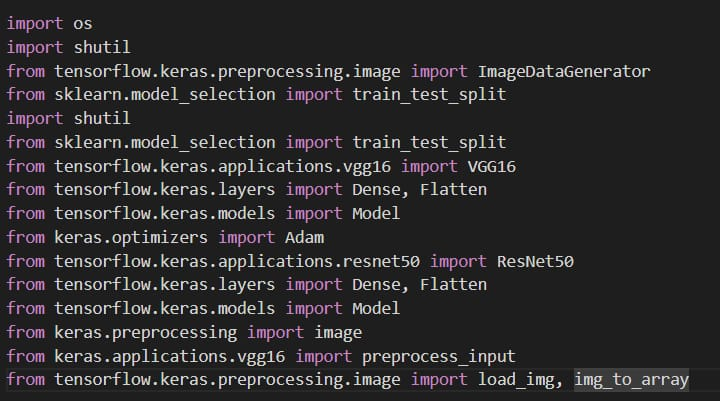 import os
import shutil
from tensorflow.keras.preprocessing.image import ImageDataGenerator
from sklearn.model_selection import train_test_split
import shutil
from sklearn.model_selection import train_test_split
from tensorflow.keras.applications.vgg16 import VGG16
from tensorflow.keras.layers import Dense, Flatten
from tensorflow.keras.models import Model
from keras.optimizers import Adam
from tensorflow.keras.applications.resnet50 import ResNet50
from tensorflow.keras.layers import Dense, Flatten
from tensorflow.keras.models import Model
from keras.preprocessing import image
from keras.applications.vgg16 import preprocess_input
from tensorflow.keras.preprocessing.image import load_img, img_to_array